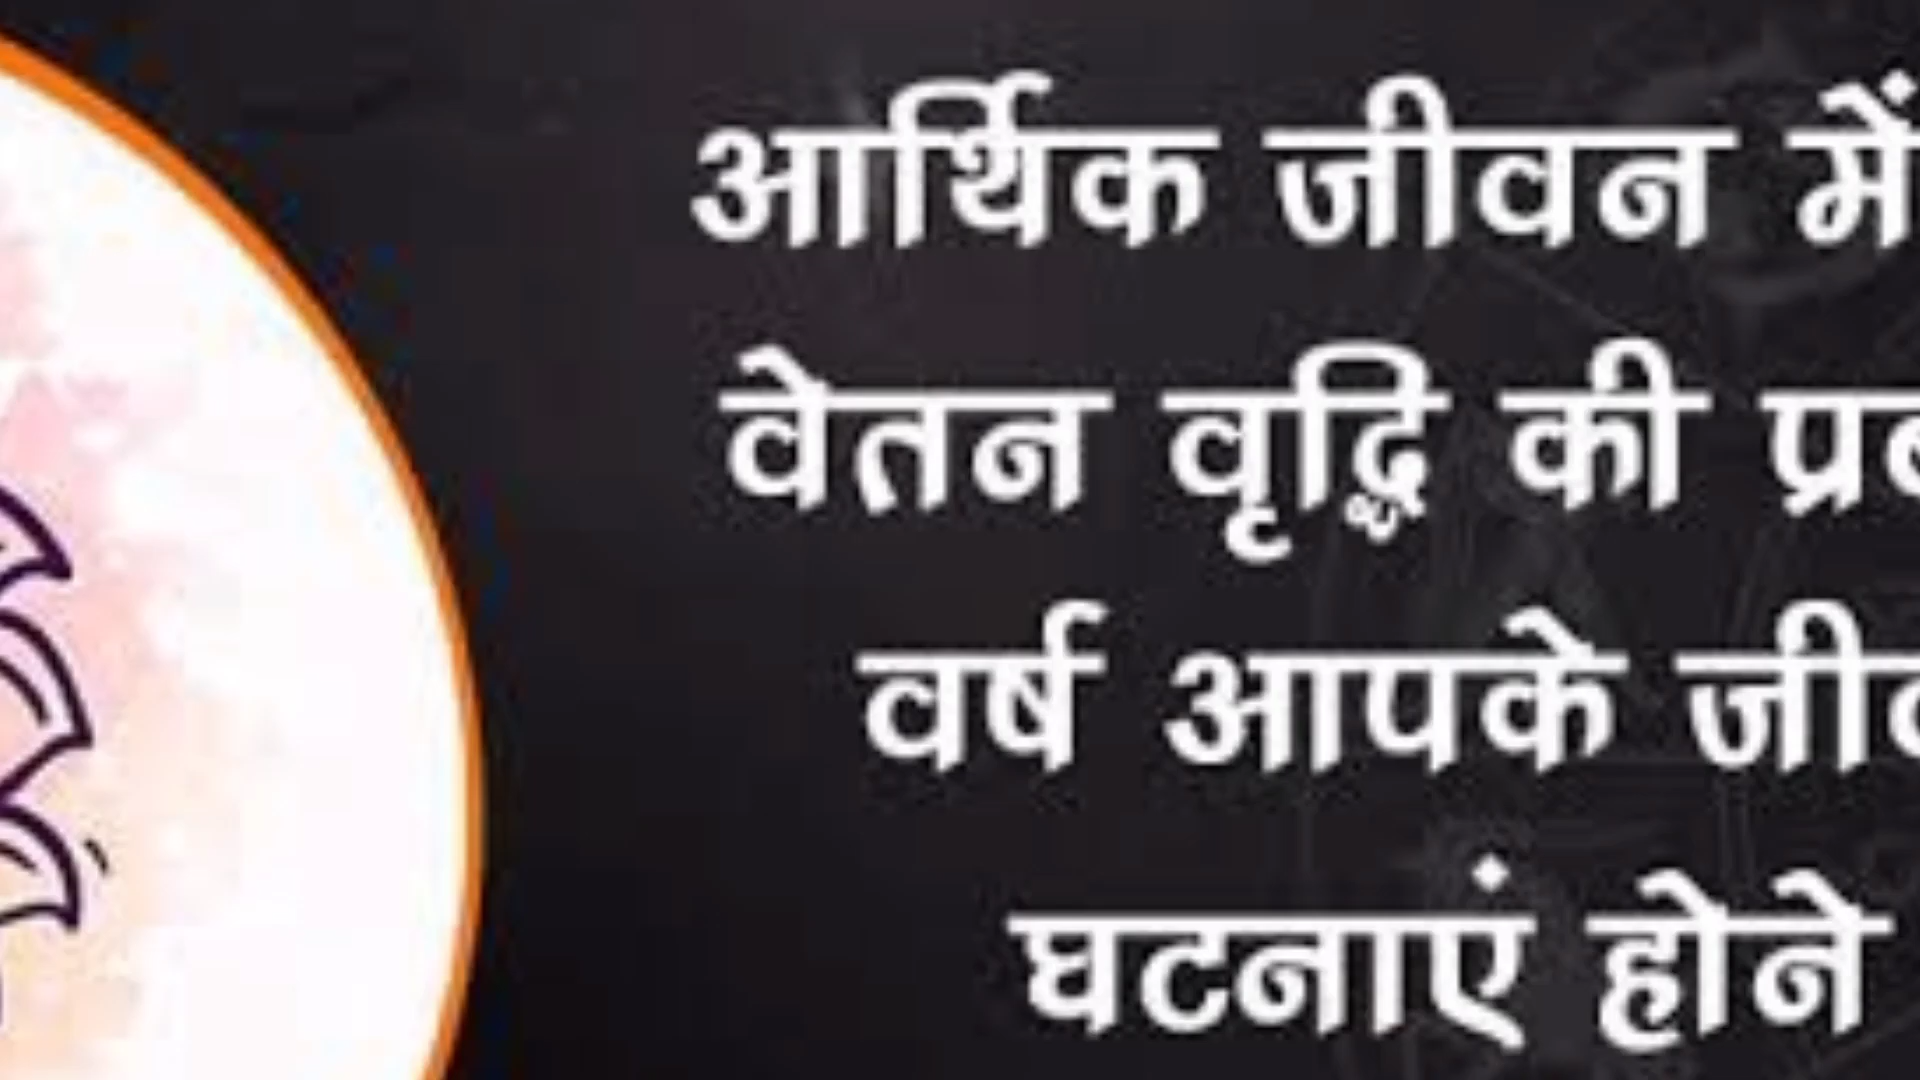 आर्थिक जीवन में
वेतन वृद्धि की
वर्ष आपके
घटनाएं होने